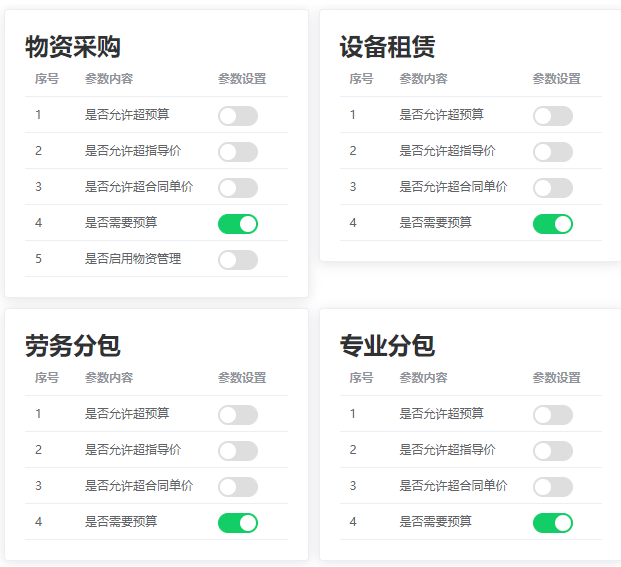 物资采购
序号 参数内容 参数设置
1 是否允许超预算
2 是否允许超指导价
3 是否允许超合同单价
4 是否需要预算
5 是否启用物资管理
设备租赁
序号 参数内容 参数设置
1 是否允许超预算
2 是否允许超指导价
3 是否允许超合同单价
4 是否需要预算
劳务分包
序号 参数内容 参数设置
1 是否允许超预算
2 是否允许超指导价
3 是否允许超合同单价
4 是否需要预算
专业分包
序号 参数内容 参数设置
1 是否允许超预算
2 是否允许超指导价
3 是否允许超合同单价
4 是否需要预算